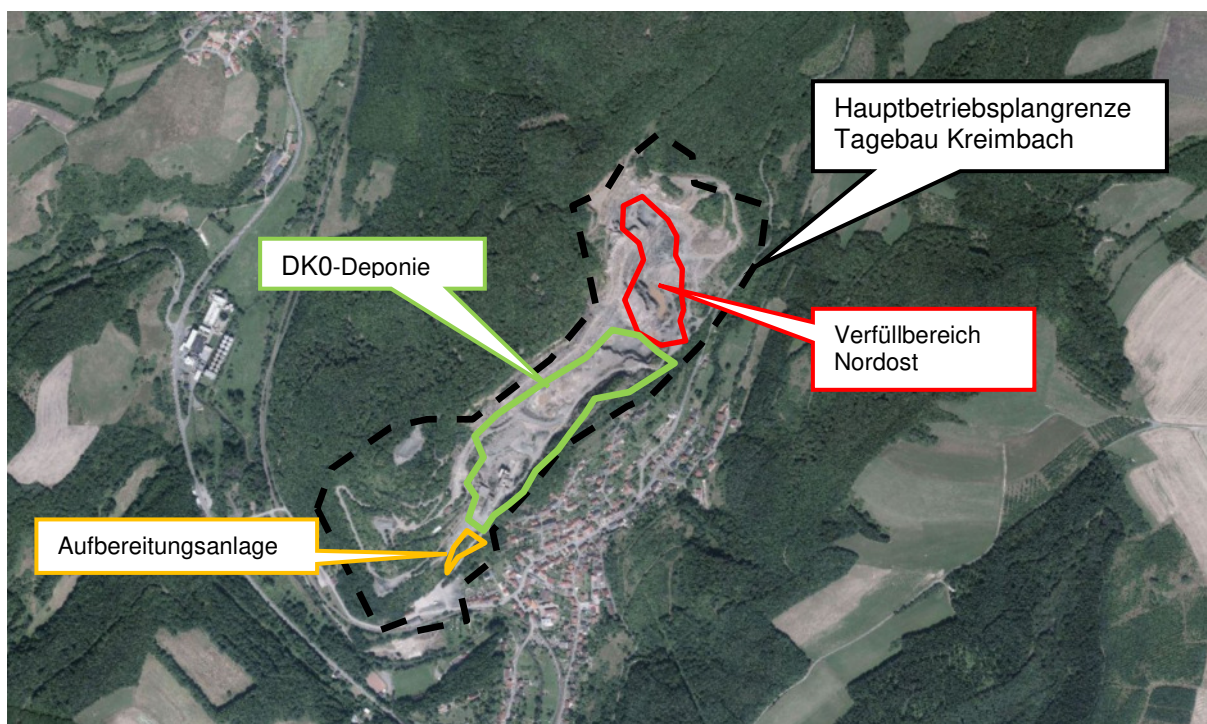 Hauptbetriebsplangrenze
Tagebau Kreimbach
DK0-Deponie
Verfüllbereich
Nordost
Aufbereitungsanlage